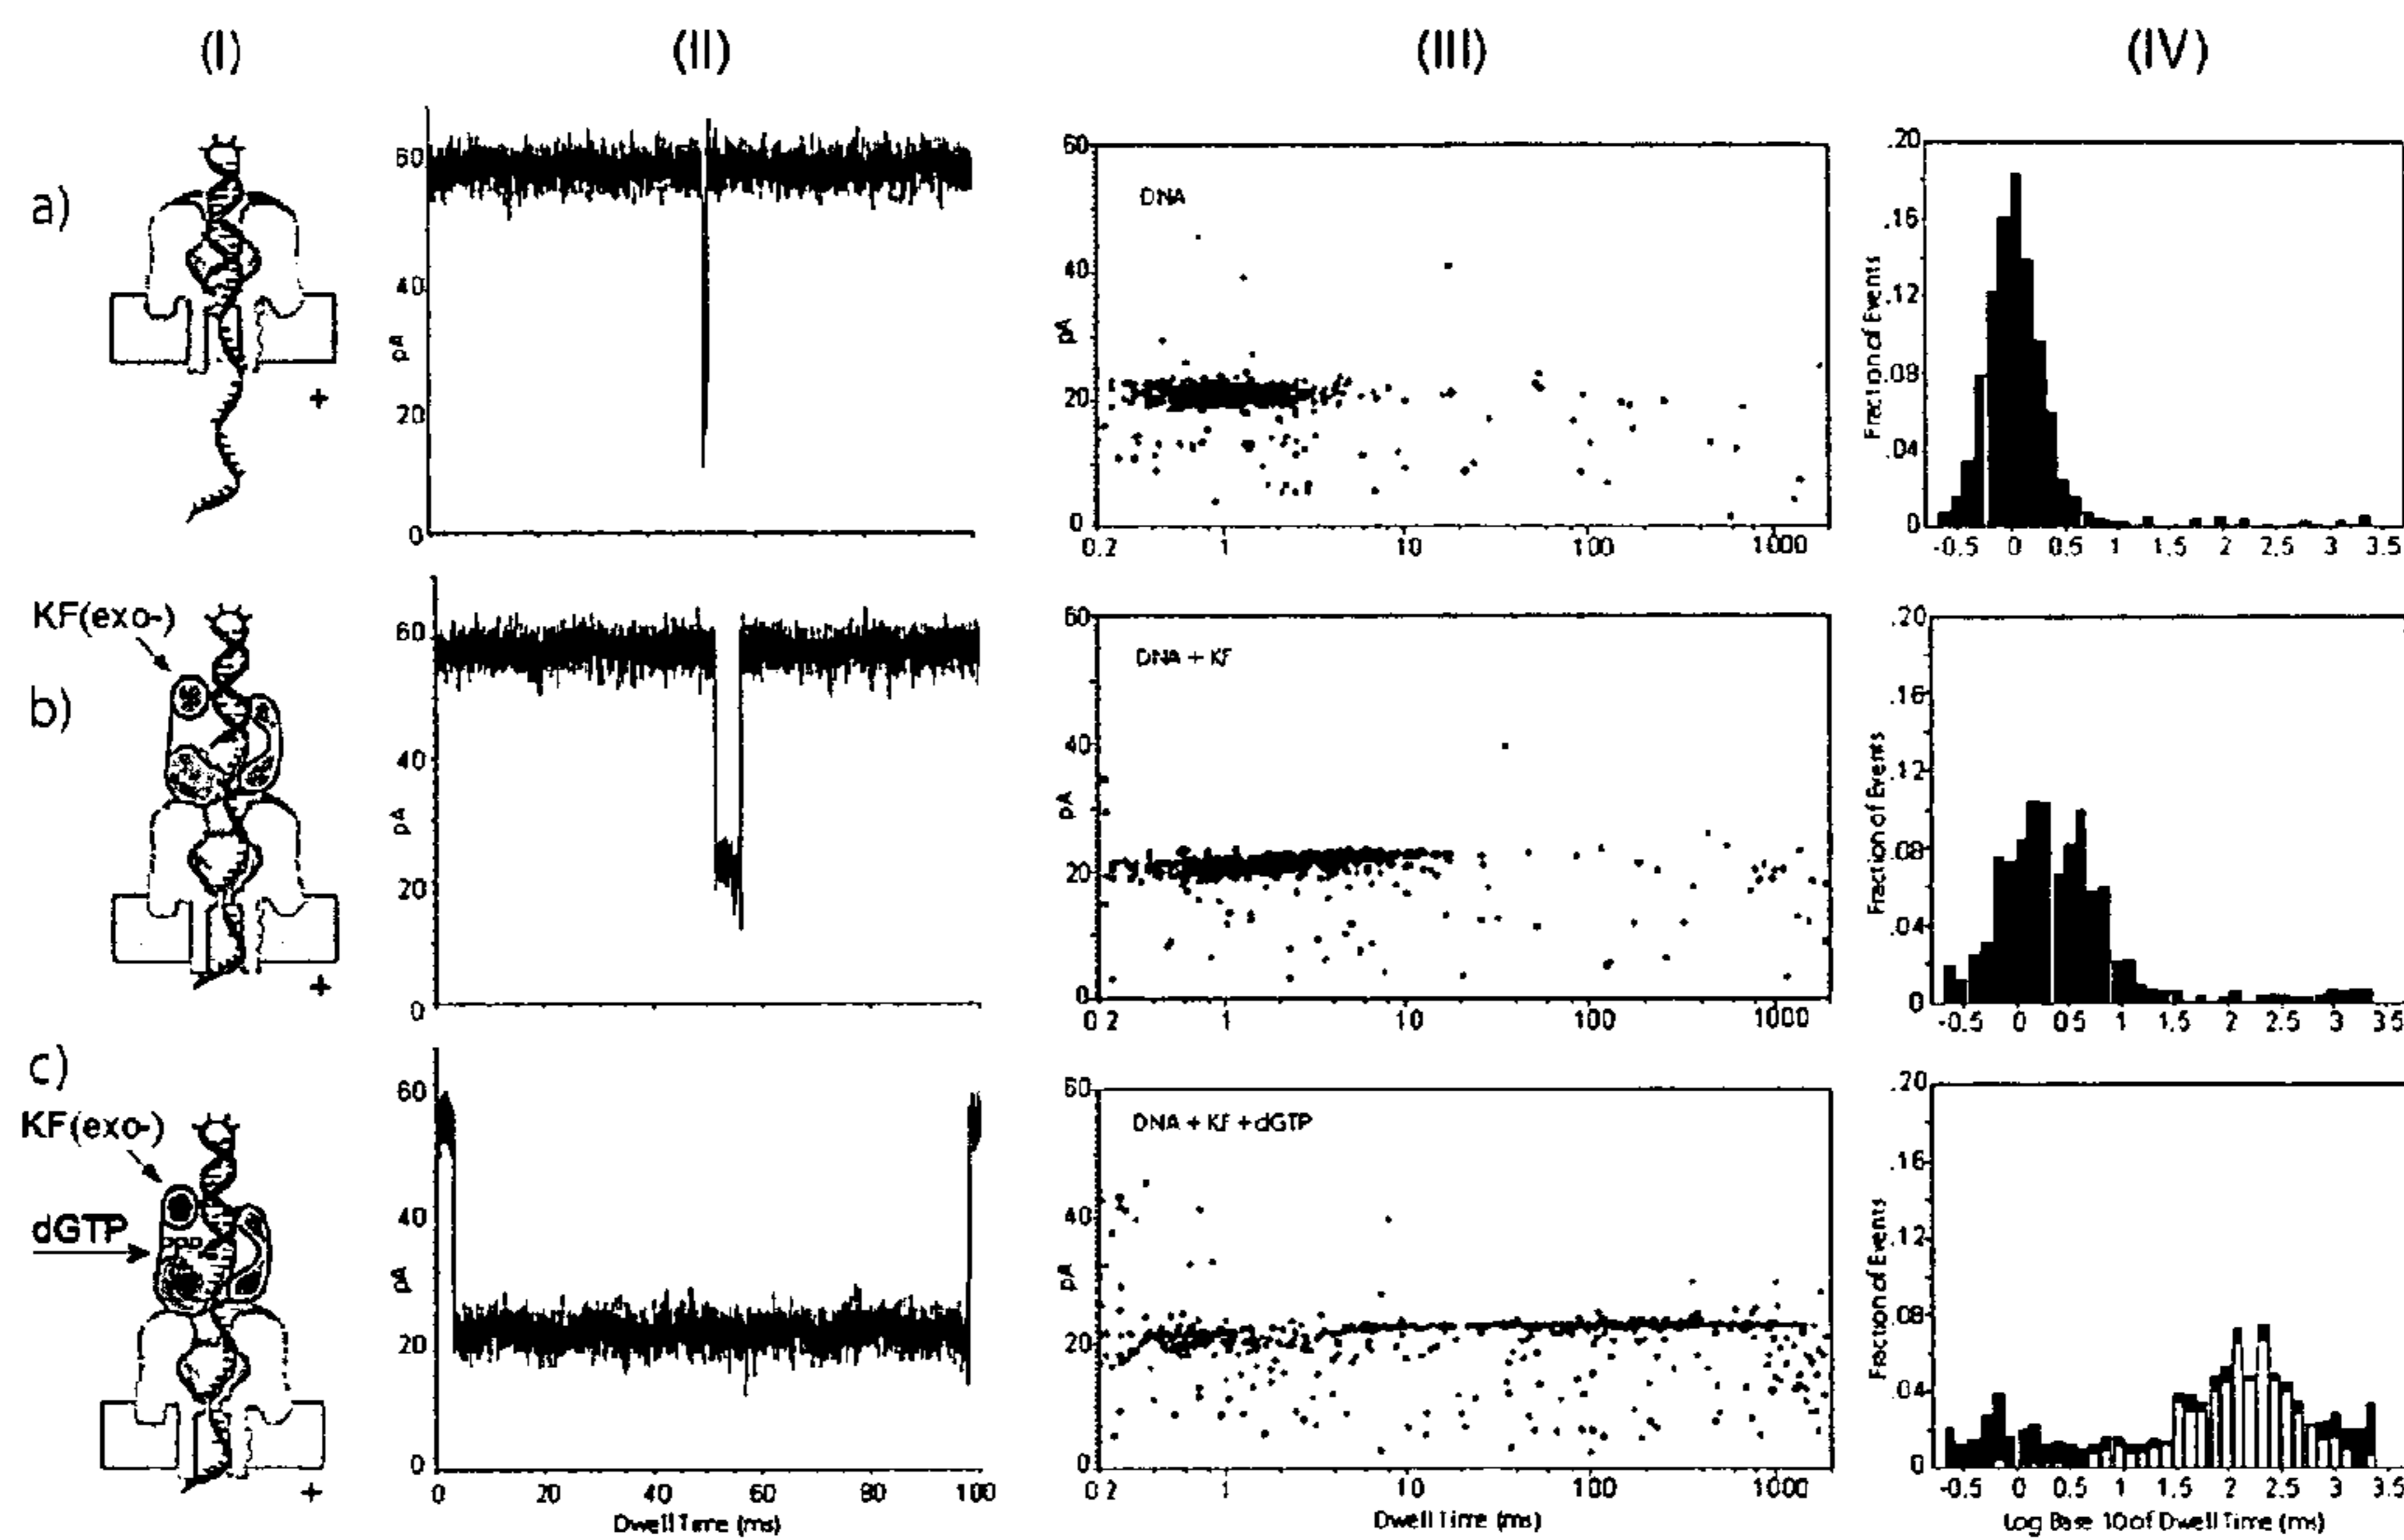 (I) (II) (III) (IV)
a)
pA
60
40
20
0
DNA
pA
60
40
20
0
0.2 1 10 100 1000
Fraction of Events
.20
.16
.12
.08
.04
0
-0.5 0 0.5 1 1.5 2 2.5 3 3.5
+
KF(exo-)
b)
pA
60
40
20
0
DNA + KF
pA
60
40
20
0
0.2 1 10 100 1000
Fraction of Events
.20
.16
.12
.08
.04
0
-0.5 0 0.5 1 1.5 2 2.5 3 3.5
+
c)
KF(exo-)
dGTP
PPP
pA
60
40
20
0
0 20 40 60 80 100
Dwell Time (ms)
DNA + KF + dGTP
pA
60
40
20
0
0.2 1 10 100 1000
Dwell Time (ms)
Fraction of Events
.20
.16
.12
.08
.04
0
-0.5 0 0.5 1 1.5 2 2.5 3 3.5
Log Base 10 of Dwell Time (ms)
+